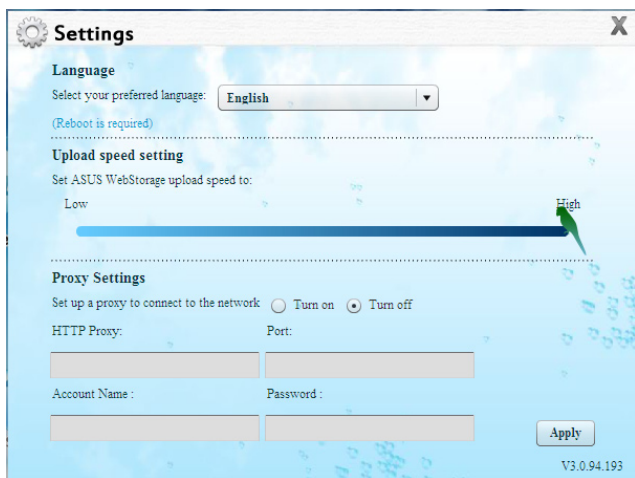 Settings
X
Language
Select your preferred language: English
(Reboot is required)
Upload speed setting
Set ASUS WebStorage upload speed to:
Low High
Proxy Settings
Set up a proxy to connect to the network Turn on Turn off
HTTP Proxy: Port:
Account Name : Password :
Apply
V3.0.94.193